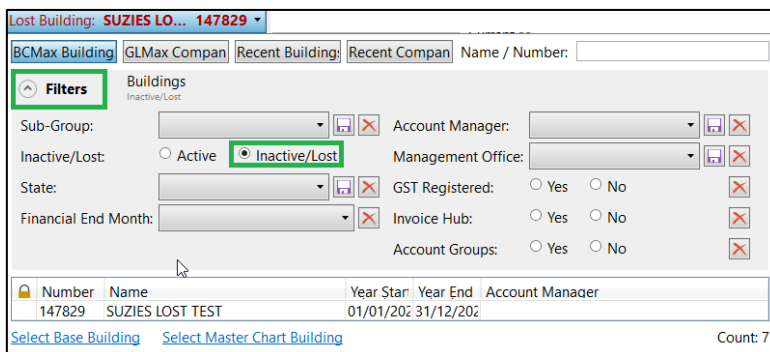 Lost Building: SUZIES LO... 147829
BCMax Building GLMax Compan Recent Building Recent Compan Name / Number:
Filters Buildings
Inactive/Lost
Sub-Group: Account Manager:
Inactive/Lost: Active Inactive/Lost Management Office:
State: GST Registered: Yes No
Financial End Month: Invoice Hub: Yes No
Account Groups: Yes No
Number Name Year Start Year End Account Manager
147829 SUZIES LOST TEST 01/01/202 31/12/202
Select Base Building Select Master Chart Building Count: 7